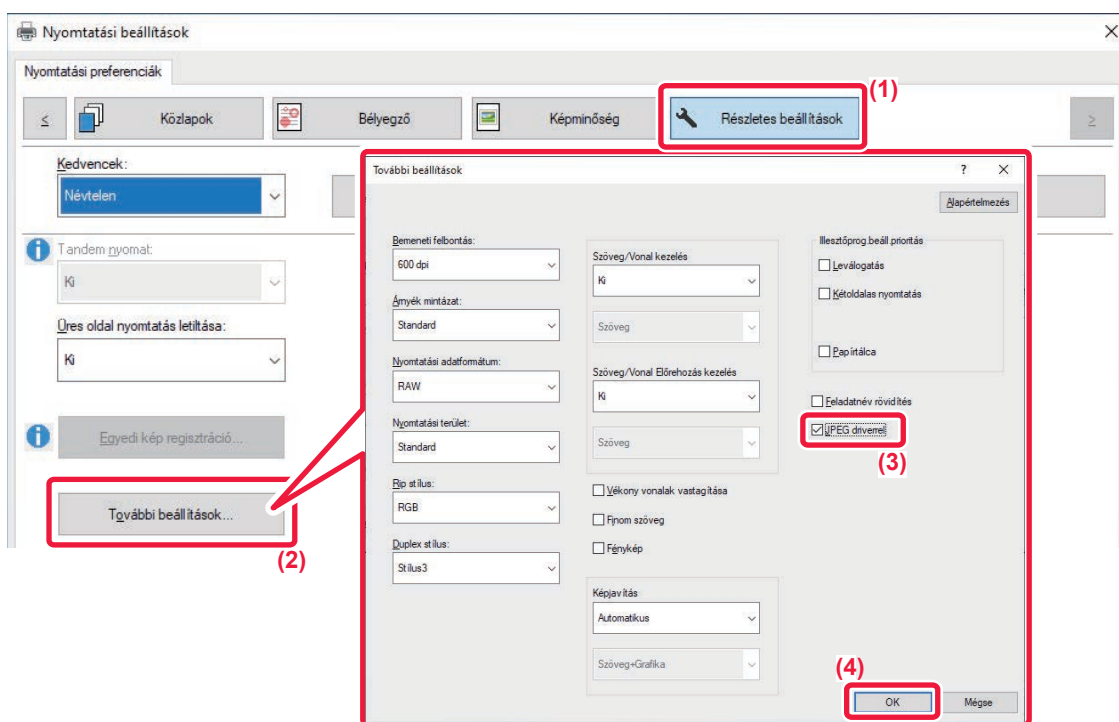 Nyomtatási beállítások
Nyomtatási preferenciák
(1)
<
Közlapok
Bélyegző
Képminőség
Részletes beállítások
>
Kedvencek:
Névtelen
Tandem nyomat:
Ki
Üres oldal nyomtatás letiltása:
Ki
Egyedi kép regisztráció...
További beállítások...
(2)
További beállítások
?
Alapértelmezés
Bemeneti felbontás:
600 dpi
Árnyék mintázat:
Standard
Nyomtatási adatformátum:
RAW
Nyomtatási terület:
Standard
Rip stílus:
RGB
Duplex stílus:
Stílus3
Szöveg/Vonal kezelés
Ki
Szöveg
Szöveg/Vonal Előrehozás kezelés
Ki
Szöveg
Vékony vonalak vastagítása
Finom szöveg
Fénykép
Képjavítás
Automatikus
Szöveg+Grafika
Illesztőprog.beáll prioritás
Leválogatás
Kétoldalas nyomtatás
Papírtálca
Feladatnév rövidítés
JPEG driverrel
(3)
(4)
OK
Mégse